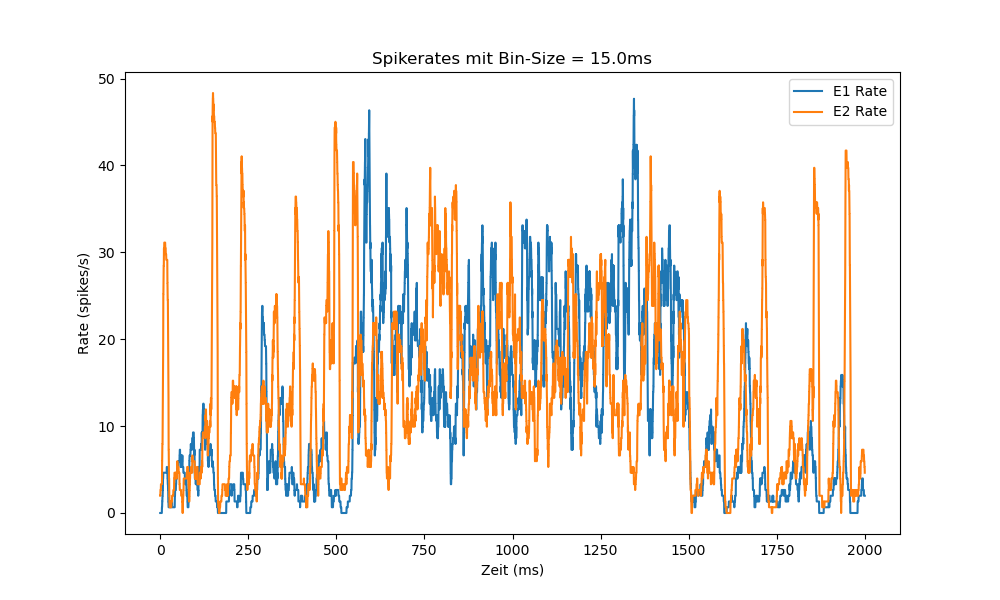 Spikerates mit Bin-Size = 15.0ms
E1 Rate
E2 Rate
Rate (spikes/s)
50
40
30
20
10
0
0 250 500 750 1000 1250 1500 1750 2000
Zeit (ms)